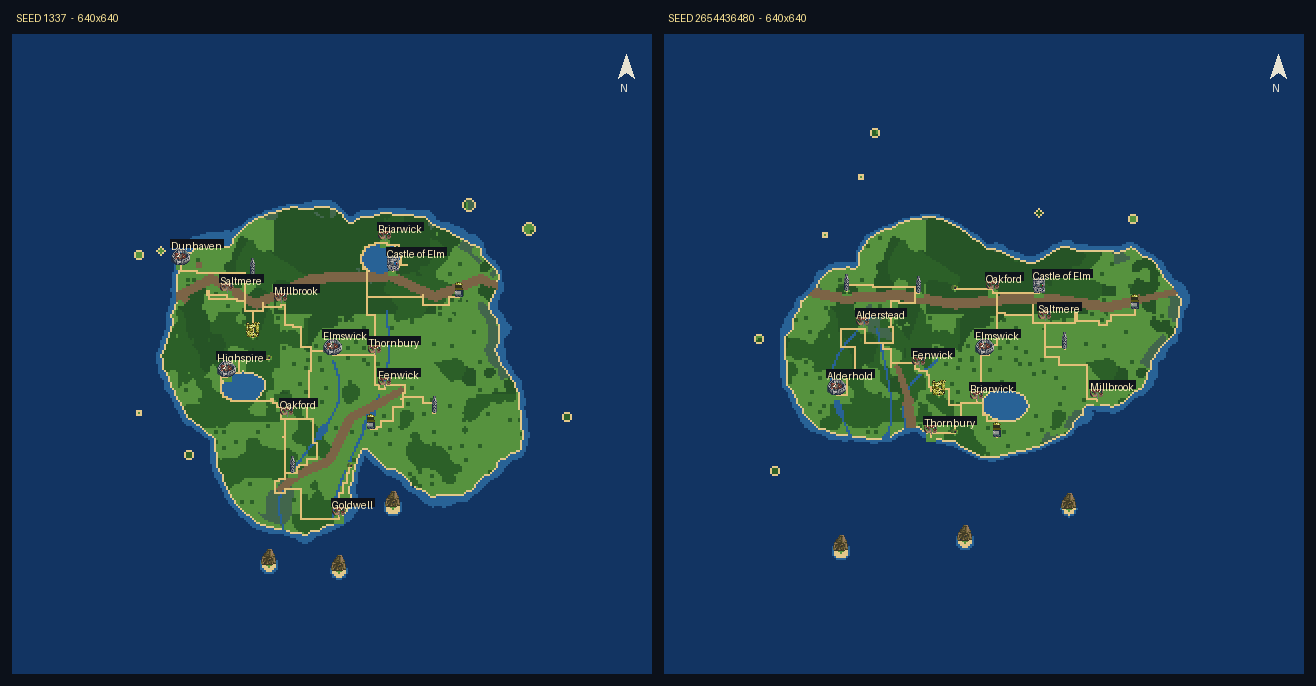 SEED 1337 - 640x640
N
Dunhaven
Briarwick
Castle of Elm
Saltmere
Millbrook
Elmswick
Thornbury
Highspire
Fenwick
Oakford
Goldwell
SEED 2654436480 - 640x640
N
Oakford
Castle of Elm
Saltmere
Alderstead
Elmswick
Fenwick
Alderhold
Briarwick
Millbrook
Thornbury